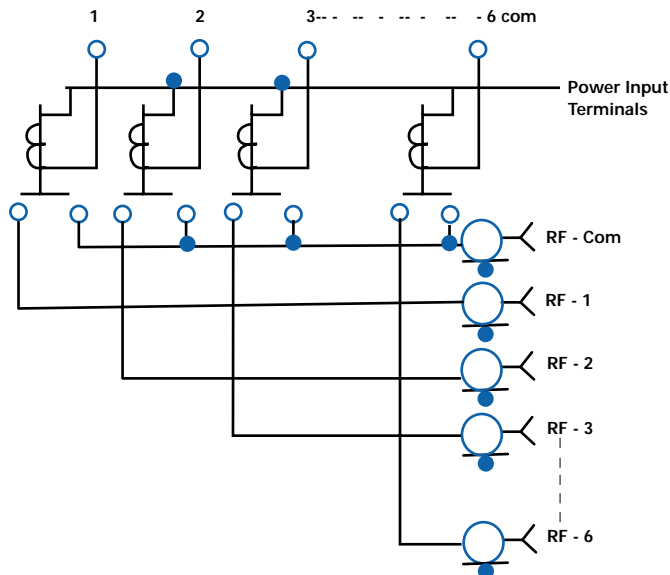 1 2 3-- - -- - -- - -- - 6 com
Power Input
Terminals
RF - Com
RF - 1
RF - 2
RF - 3
RF - 6